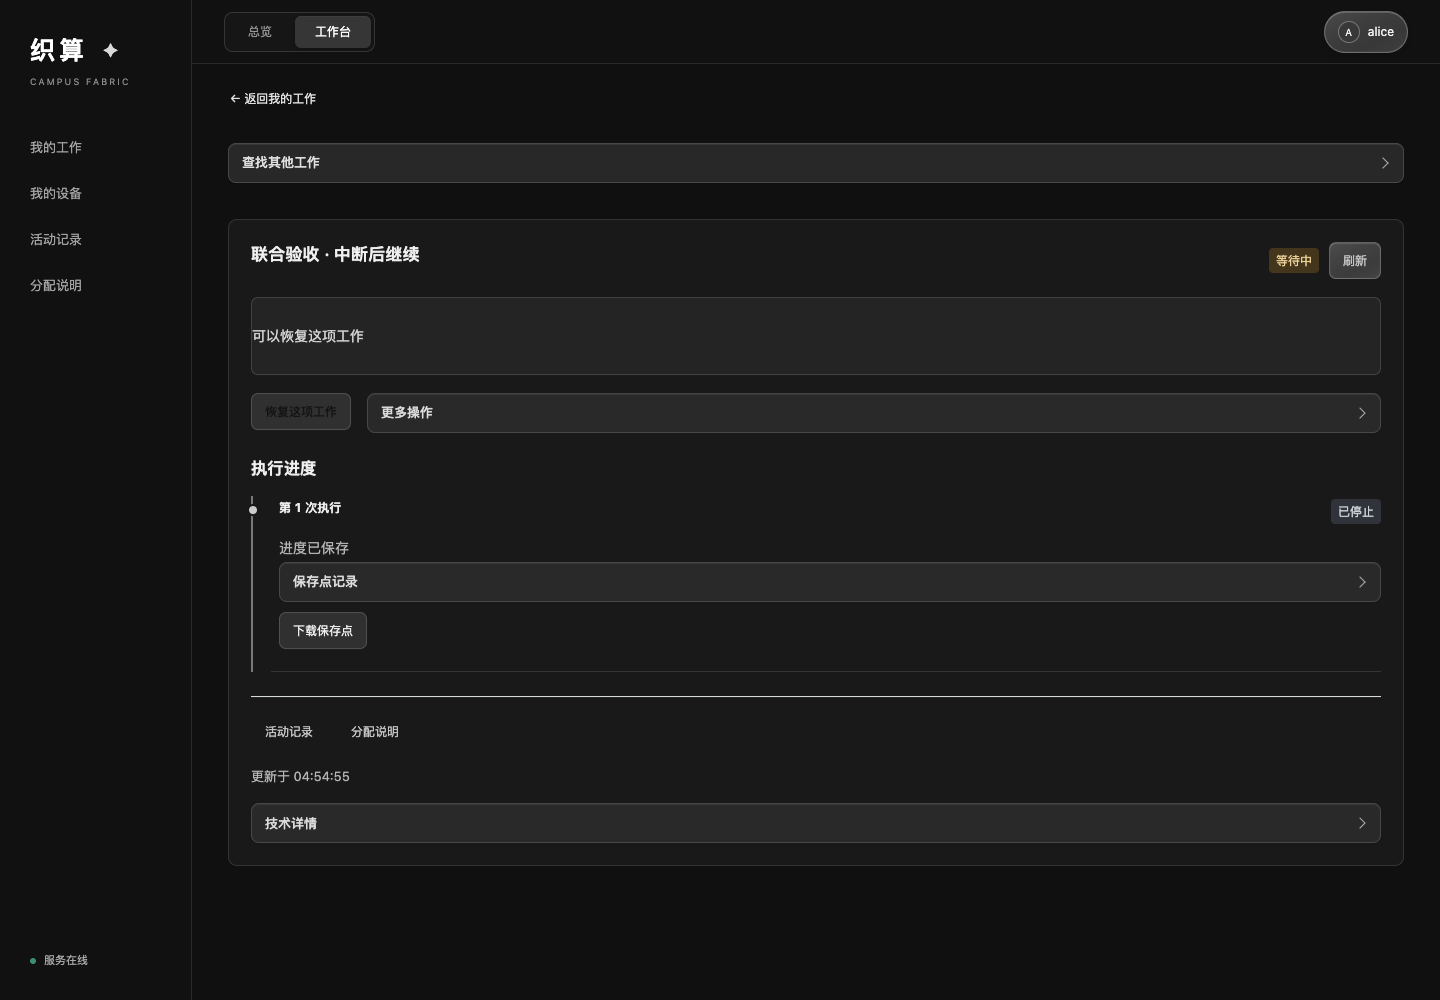 织算
CAMPUS FABRIC
我的工作
我的设备
活动记录
分配说明
服务在线
总览
工作台
A alice
← 返回我的工作
查找其他工作
联合验收 · 中断后继续
等待中
刷新
可以恢复这项工作
恢复这项工作
更多操作
执行进度
第 1 次执行
已停止
进度已保存
保存点记录
下载保存点
活动记录
分配说明
更新于 04:54:55
技术详情